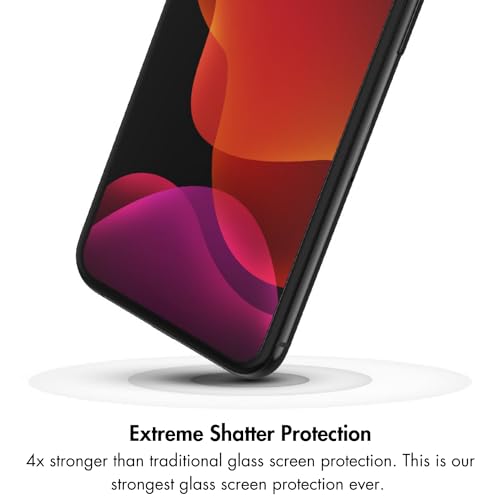 Extreme Shatter Protection
4x stronger than traditional glass screen protection. This is our
strongest glass screen protection ever.